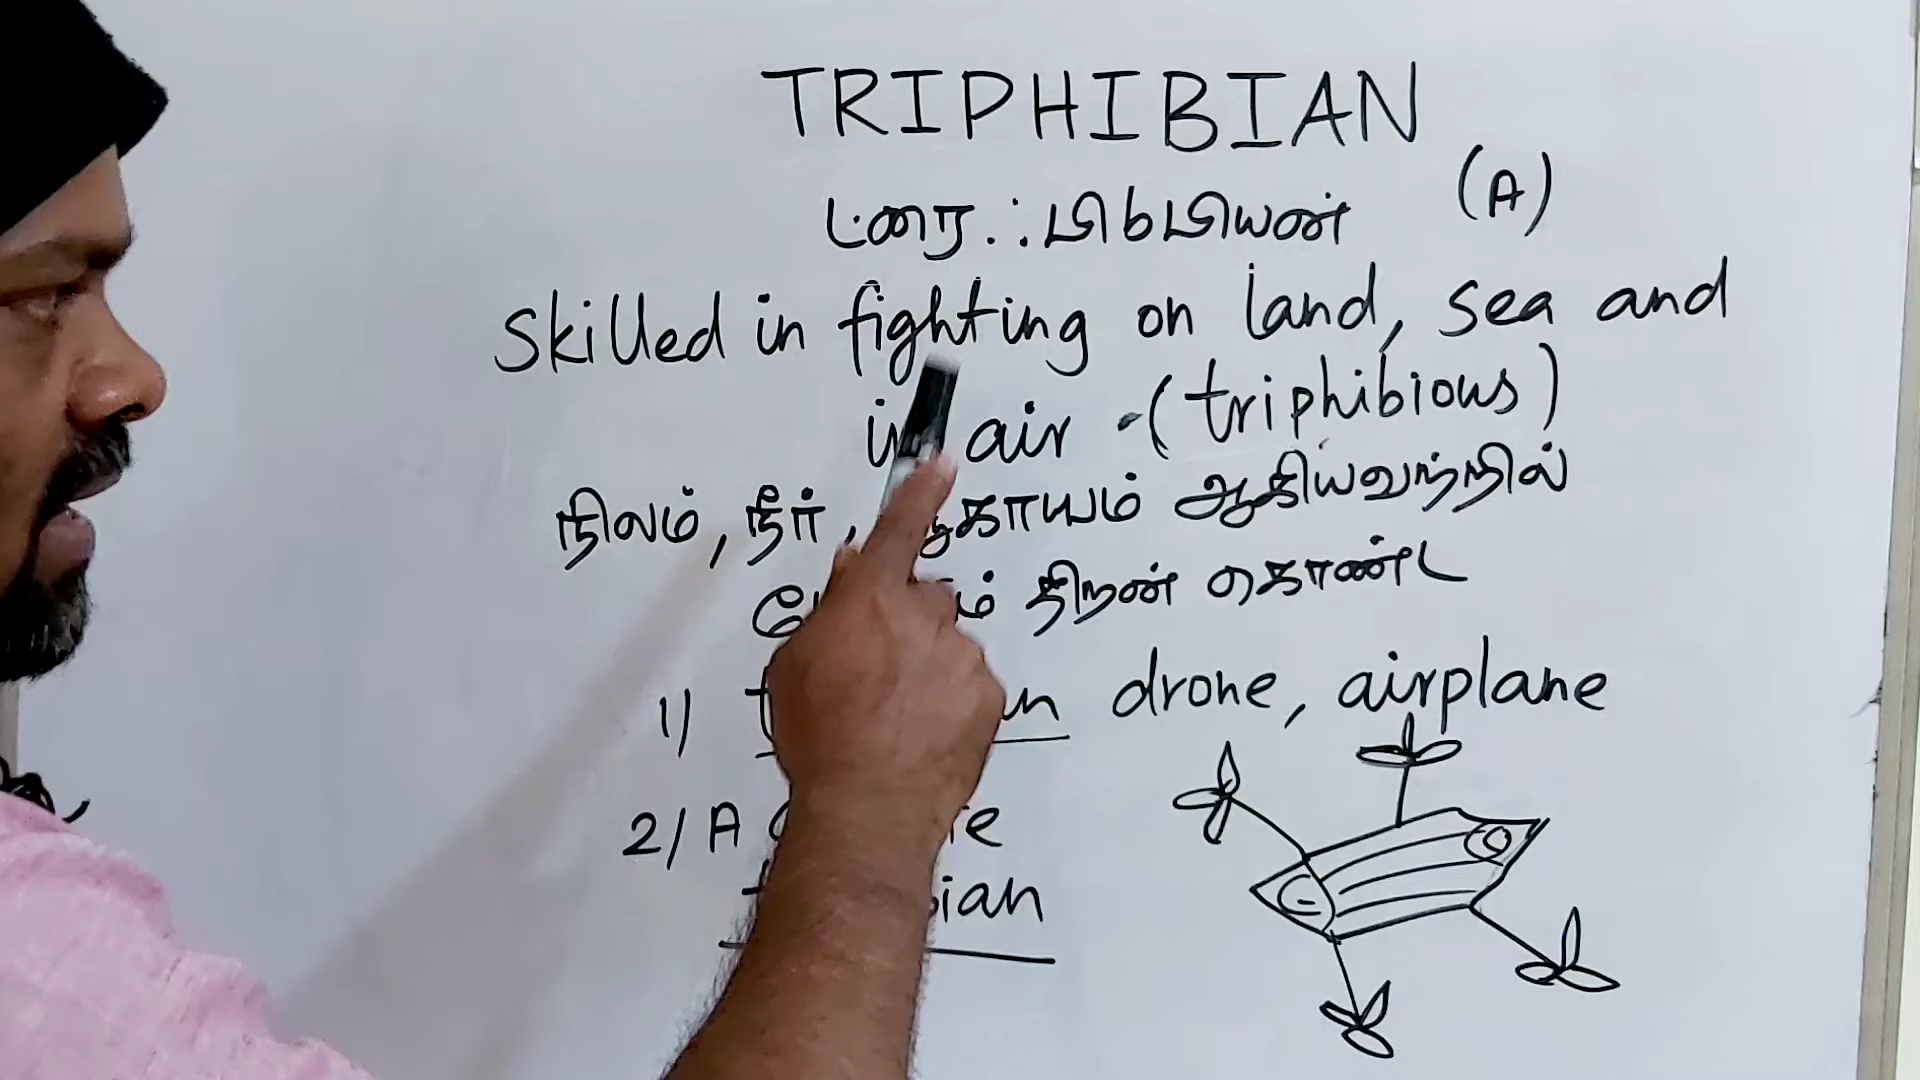 TRIPHIBIAN
ட்ரை ஃபிப்பியன் (A)
Skilled in fighting on land, sea and
air - (triphibious)
நிலம், நீர், ஆகாயம் ஆகியவற்றில்
திறன் கொண்ட
1) drone, airplane
2) A